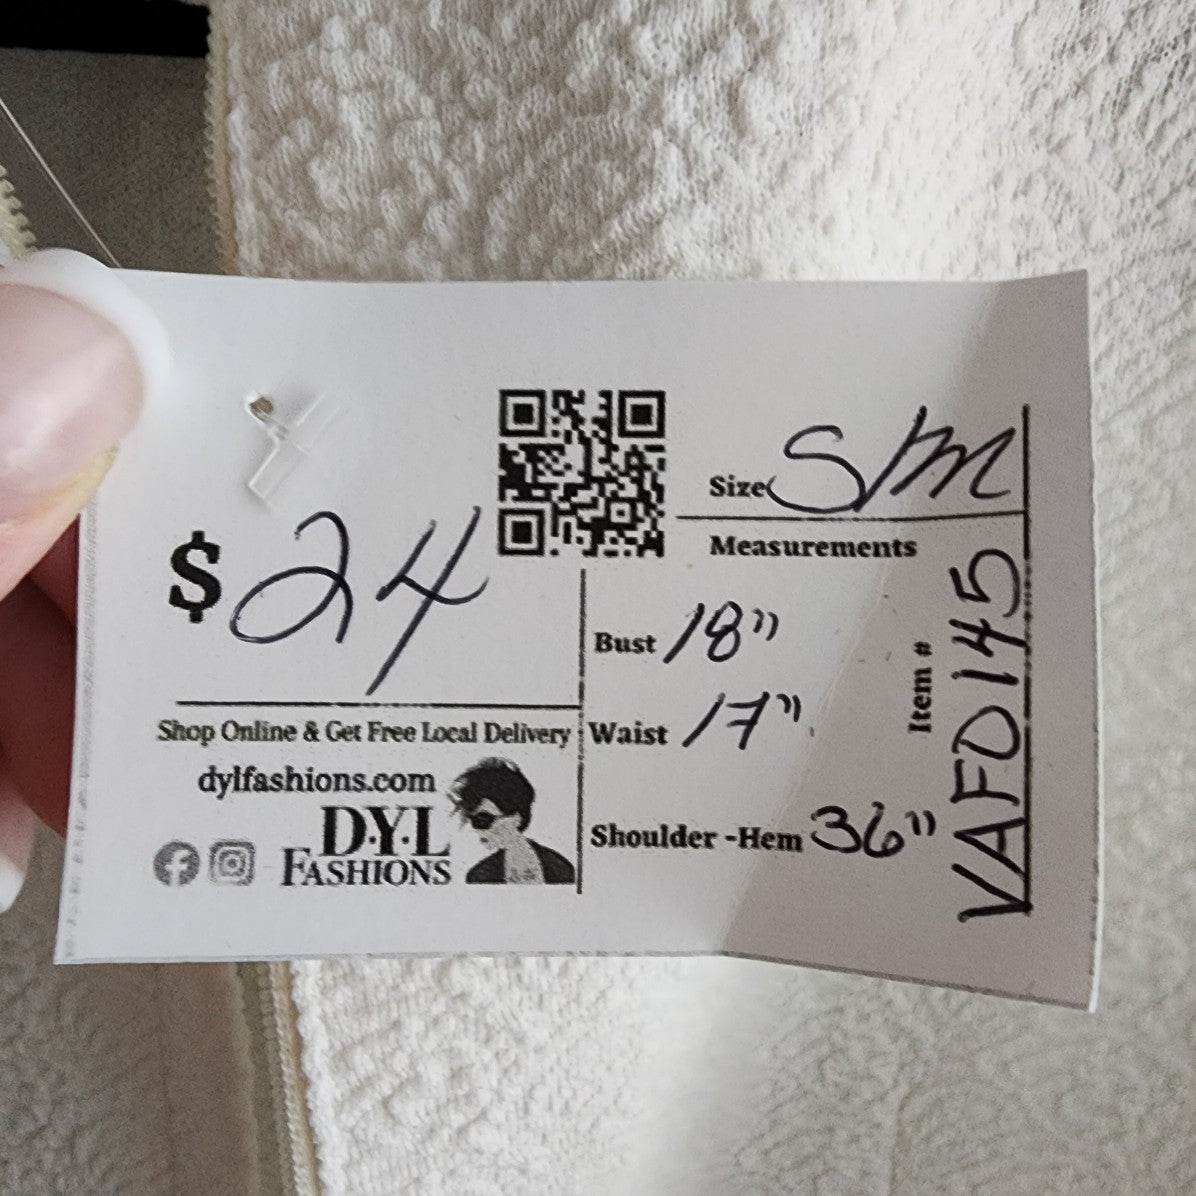 Size S/M
Measurements
$ 24
Bust 18"
Waist 17"
Shoulder -Hem 36"
Item #
VAF0145
Shop Online & Get Free Local Delivery
dylfashions.com
D·Y·L
FASHIONS